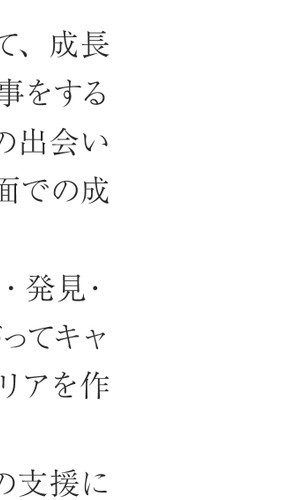 て、成長
事をする
の出会い
面での成
・発見・
がってキャ
リアを作
の支援に